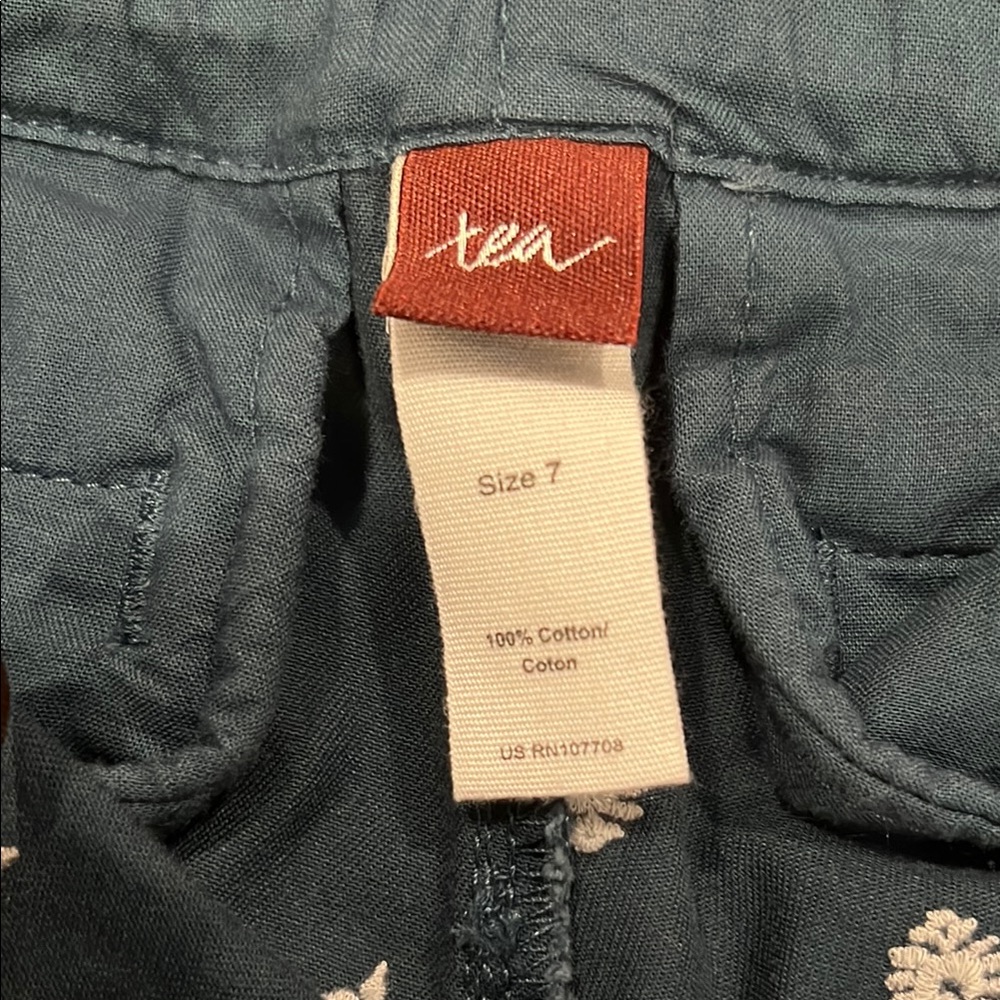 tea
Size 7
100% Cotton/
Coton
US RN107708